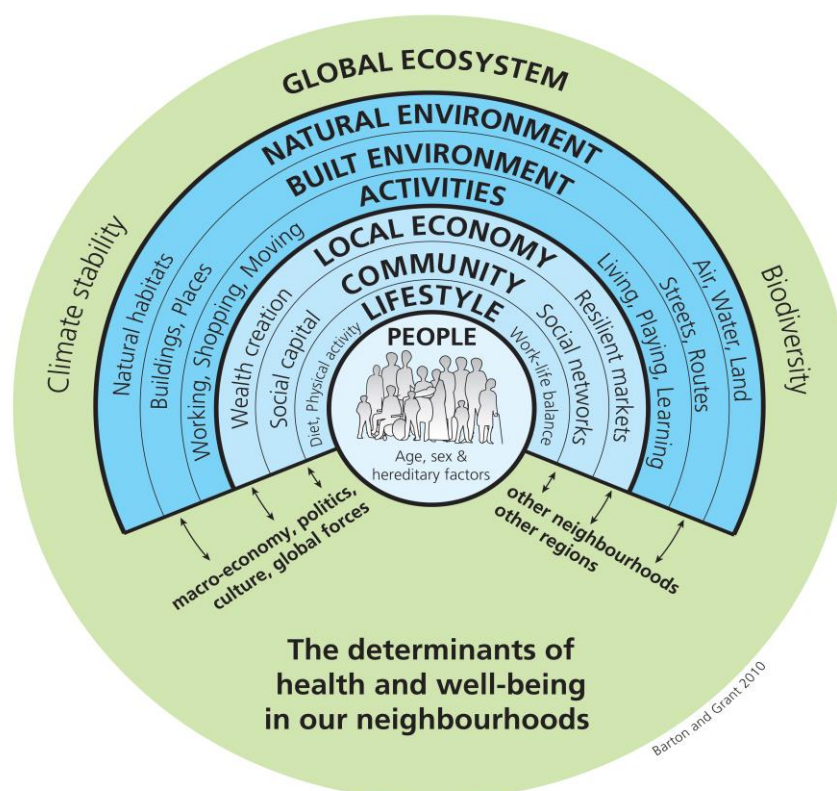 GLOBAL ECOSYSTEM
NATURAL ENVIRONMENT
BUILT ENVIRONMENT
ACTIVITIES
LOCAL ECONOMY
COMMUNITY
LIFESTYLE
PEOPLE
Age, sex &
hereditary factors
Climate stability
Natural habitats
Buildings, Places
Working, Shopping, Moving
Wealth creation
Social capital
Diet, Physical activity
Work-life balance
Social networks
Resilient markets
Living, Playing, Learning
Streets, Routes
Air, Water, Land
Biodiversity
macro-economy, politics,
culture, global forces
other neighbourhoods
other regions
The determinants of
health and well-being
in our neighbourhoods
Barton and Grant 2010